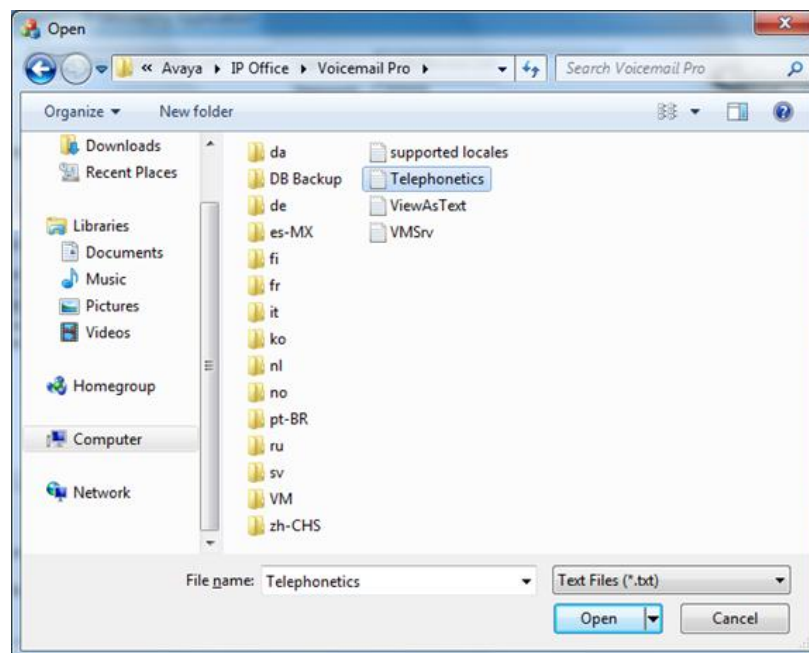 Open
« Avaya ▸ IP Office ▸ Voicemail Pro ▸
Search Voicemail Pro
Organize ▾ New folder
Downloads
Recent Places
Libraries
Documents
Music
Pictures
Videos
Homegroup
Computer
Network
da
DB Backup
de
es-MX
fi
fr
it
ko
nl
no
pt-BR
ru
sv
VM
zh-CHS
supported locales
Telephonetics
ViewAsText
VMSrv
File name: Telephonetics
Text Files (*.txt)
Open Cancel